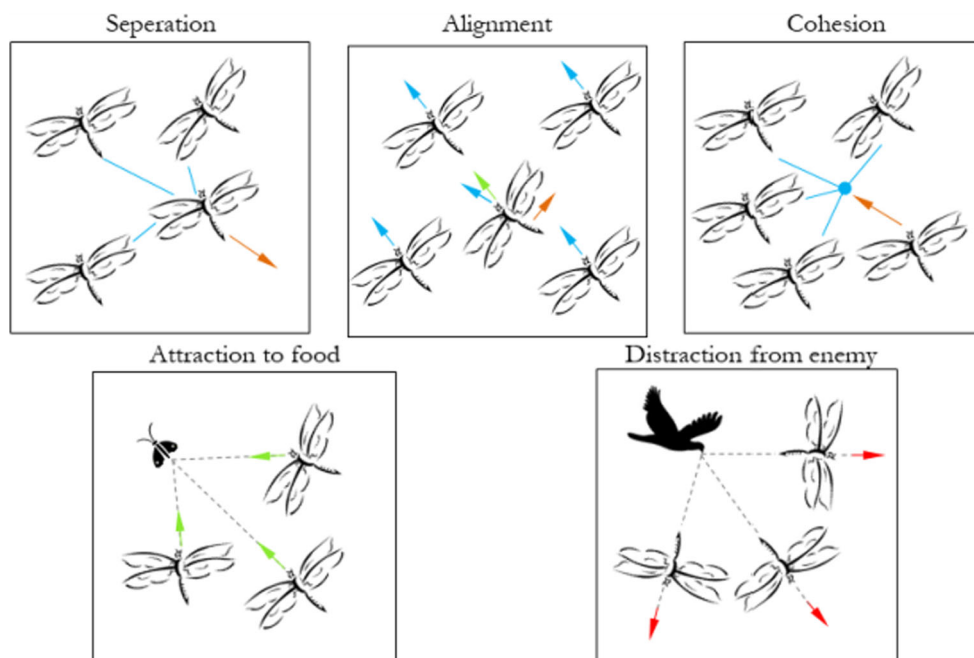 Seperation
Alignment
Cohesion
Attraction to food
Distraction from enemy